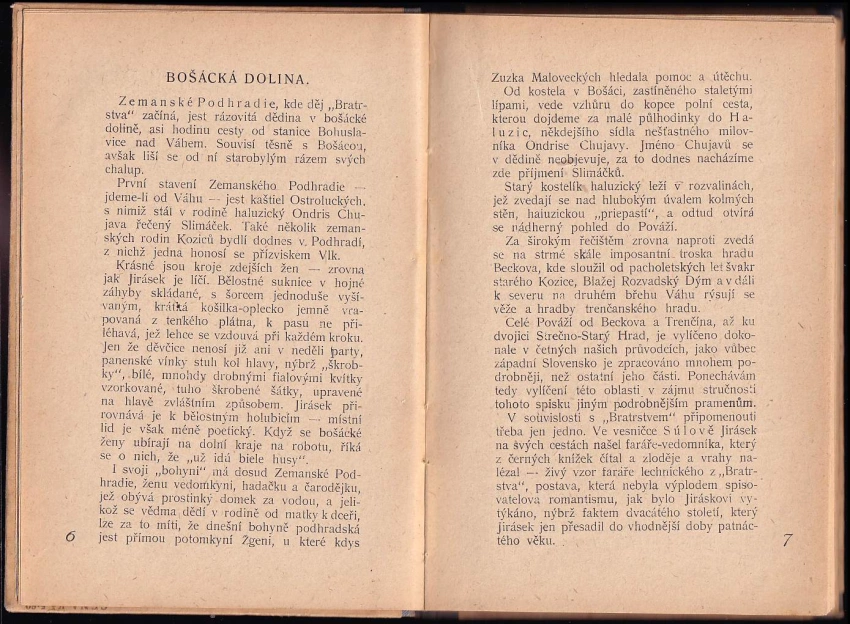 BOŠÁCKÁ DOLINA.
Zemanské Podhradie, kde děj „Bratr-
stva“ začíná, jest rázovitá dědina v bošácké
dolině, asi hodinu cesty od stanice Bohusla-
vice nad Váhem. Souvisí těsně s Bošácou,
avšak liší se od ní starobylým rázem svých
chalup.
První stavení Zemanského Podhradie —
jdeme-li od Váhu — jest kaštiel Ostroluckých,
s nímiž stál v rodině haluzický Ondris Chu-
java řečený Slimáček. Také několik zeman-
ských rodin Koziců bydlí dodnes v Podhradí,
z nichž jedna honosí se přízviskem Vlk.
Krásné jsou kroje zdejších žen — zrovna
jak Jirásek je líčí. Bělostné suknice v hojné
záhyby skládané, s šorcem jednoduše vyší-
vaným, krátká košilka-oplecko jemně vra-
povaná z tenkého plátna, k pasu ne při-
léhavá, jež lehce se vzdouvá při každém kroku.
Jen že děvčice nenosí již ani v neděli party,
panenské vínky stuh kol hlavy, nýbrž „škrob-
ky“, bílé, mnohdy drobnými fialovými kvítky
vzorkované, tuho škrobené šátky, upravené
na hlavě zvláštním způsobem. Jirásek při-
rovnává je k bělostným holubicím — místní
lid je však méně poetický. Když se bošácké
ženy ubírají na dolní kraje na robotu, říká
se o nich, že „už idú biele husy“.
I svoji „bohyni“ má dosud Zemanské Pod-
hradie, ženu vedomkyni, hadačku a čarodějku,
jež obývá prostinký domek za vodou, a jeli-
kož se vědma dědí v rodině od matky k dceři,
lze za to míti, že dnešní bohyně podhradská
jest přímou potomkyní Žgeni, u které kdys
6
Zuzka Maloveckých hledala pomoc a útěchu.
Od kostela v Bošáci, zastíněného staletými
lípami, vede vzhůru do kopce polní cesta,
kterou dojdeme za malé půlhodinky do Ha-
luzic, někdejšího sídla nešťastného milov-
níka Ondrise Chujavy. Jméno Chujavů se
v dědině neobjevuje, za to dodnes nacházíme
zde příjmení Slimáčků.
Starý kostelík haluzický leží v rozvalinách,
jež zvedají se nad hlubokým úvalem kolmých
stěn, haluzickou „priepastí“, a odtud otvírá
se nádherný pohled do Pováží.
Za širokým řečištěm zrovna naproti zvedá
se na strmé skále imposantní troska hradu
Beckova, kde sloužil od pacholetských let švakr
starého Kozice, Blažej Rozvadský Dým a v dáli
k severu na druhém břehu Váhu rýsují se
věže a hradby trenčanského hradu.
Celé Pováží od Beckova a Trenčína, až ku
dvojici Strečno-Starý Hrad, je vylíčeno doko-
nale v četných našich průvodcích, jako vůbec
západní Slovensko je zpracováno mnohem po-
drobněji, než ostatní jeho části. Ponechávám
tedy vylíčení této oblasti v zájmu stručnosti
tohoto spisku jiným podrobnějším pramenům.
V souvislosti s „Bratrstvem“ připomenouti
třeba jen jedno. Ve vesničce Súlově Jirásek
na svých cestách našel faráře-vedomníka, který
z černých knížek čítal a zloděje a vrahy na-
lézal — živý vzor faráře lechnického z „Bratr-
stva“, postava, která nebyla výplodem spiso-
vatelova romantismu, jak bylo Jiráskovi vy-
týkáno, nýbrž faktem dvacátého století, který
Jirásek jen přesadil do vhodnější doby patnác-
tého věku.
7